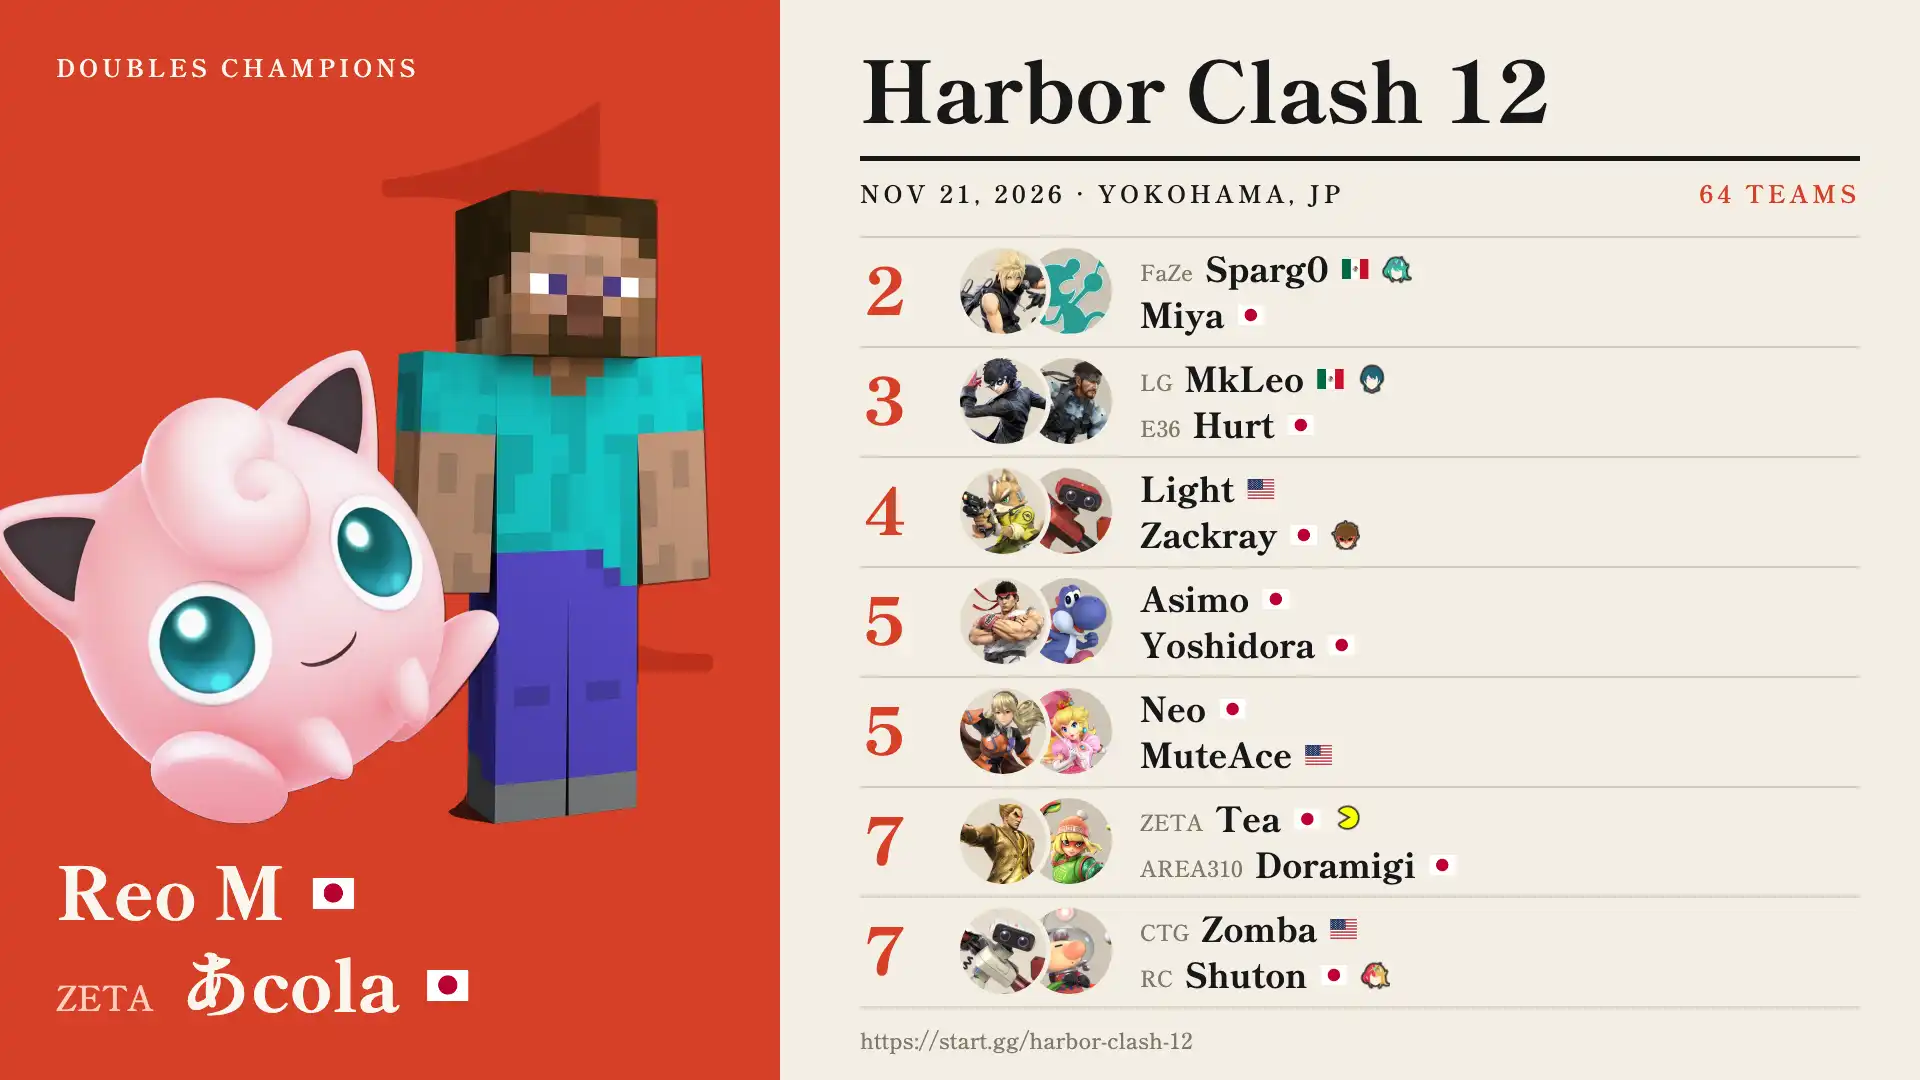 DOUBLES CHAMPIONS
1
Reo M
ZETA あcola
Harbor Clash 12
NOV 21, 2026 · YOKOHAMA, JP
64 TEAMS
2
FaZe Sparg0
Miya
3
LG MkLeo
E36 Hurt
4
Light
Zackray
5
Asimo
Yoshidora
5
Neo
MuteAce
7
ZETA Tea
AREA310 Doramigi
7
CTG Zomba
RC Shuton
https://start.gg/harbor-clash-12